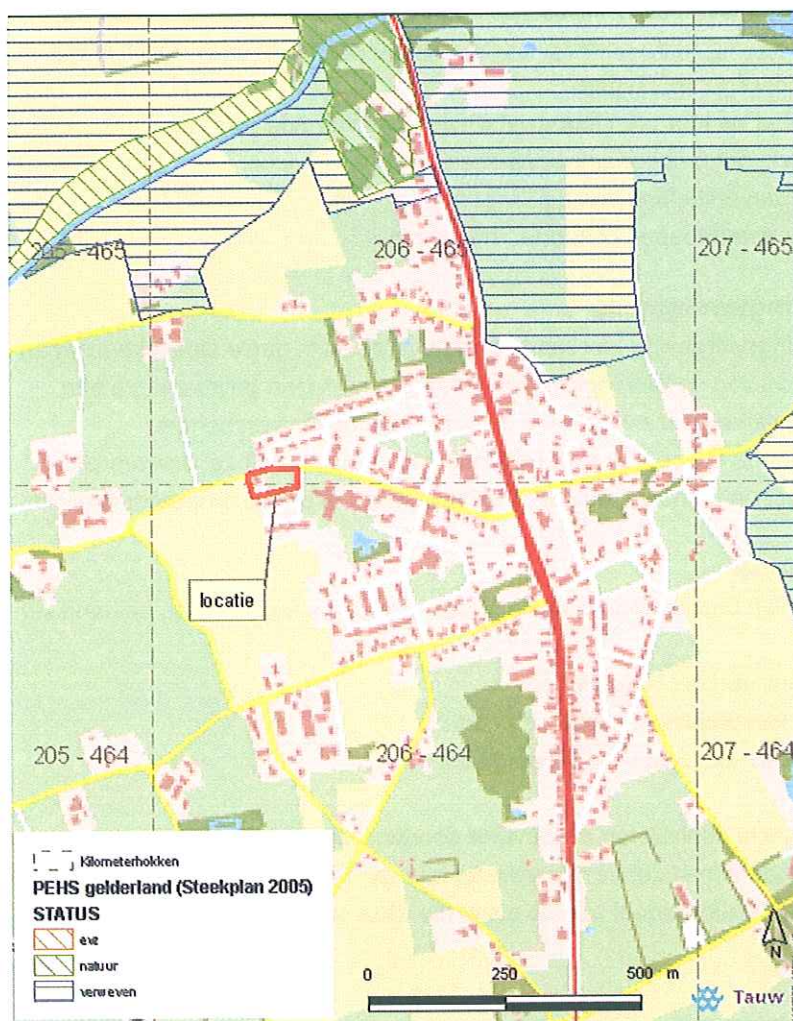 205 - 465
206 - 465
207 - 465
locatie
205 - 464
206 - 464
207 - 464
Kilometerhokken
PEHS gelderland (Steekplan 2005)
STATUS
evz
natuur
verweven
0 250 500 m
N
Tauw